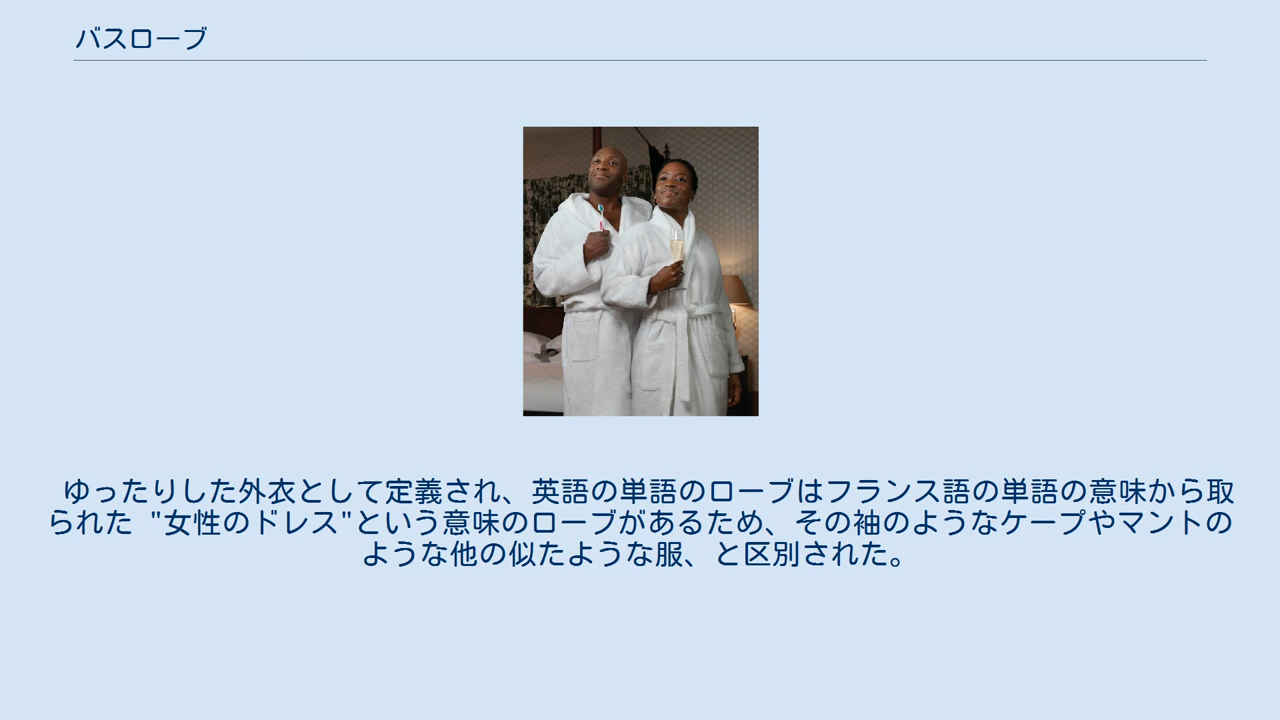 バスローブ
ゆったりした外衣として定義され、英語の単語のローブはフランス語の単語の意味から取
られた "女性のドレス"という意味のローブがあるため、その袖のようなケープやマントの
ような他の似たような服、と区別された。